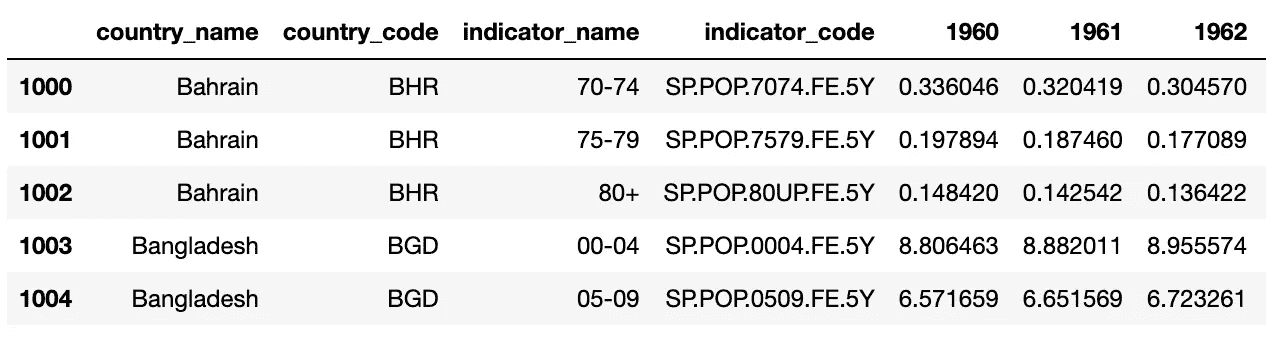 country_name country_code indicator_name indicator_code 1960 1961 1962
1000 Bahrain BHR 70-74 SP.POP.7074.FE.5Y 0.336046 0.320419 0.304570
1001 Bahrain BHR 75-79 SP.POP.7579.FE.5Y 0.197894 0.187460 0.177089
1002 Bahrain BHR 80+ SP.POP.80UP.FE.5Y 0.148420 0.142542 0.136422
1003 Bangladesh BGD 00-04 SP.POP.0004.FE.5Y 8.806463 8.882011 8.955574
1004 Bangladesh BGD 05-09 SP.POP.0509.FE.5Y 6.571659 6.651569 6.723261